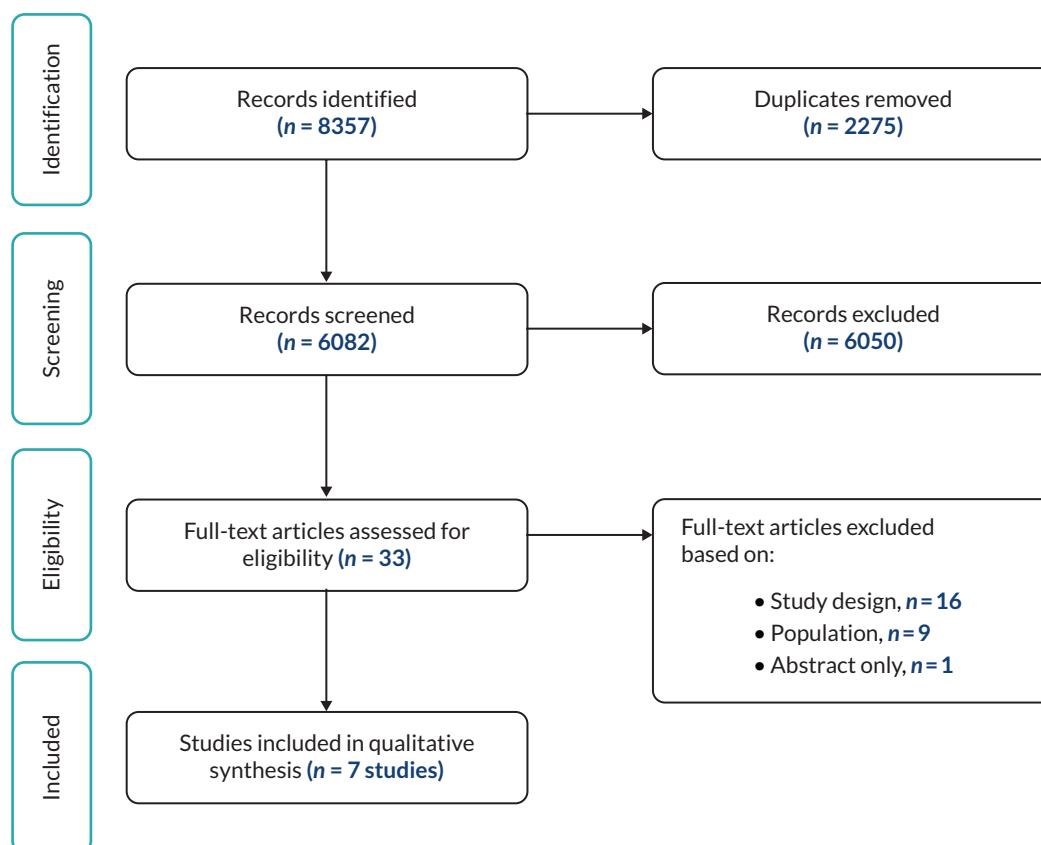 Identification
Records identified
(n = 8357)
Duplicates removed
(n = 2275)
Screening
Records screened
(n = 6082)
Records excluded
(n = 6050)
Eligibility
Full-text articles assessed for
eligibility (n = 33)
Full-text articles excluded
based on:
• Study design, n = 16
• Population, n = 9
• Abstract only, n = 1
Included
Studies included in qualitative
synthesis (n = 7 studies)